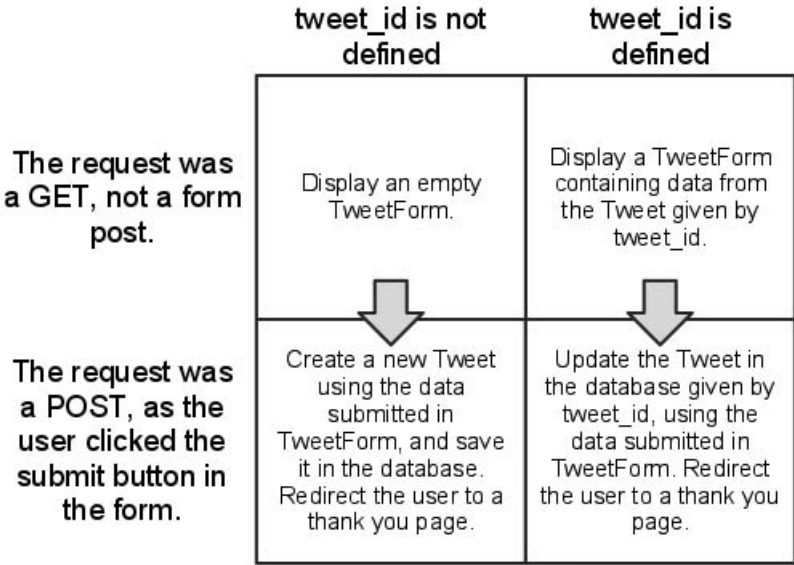 tweet_id is not
defined
tweet_id is
defined
The request was
a GET, not a form
post.
Display an empty
TweetForm.
Display a TweetForm
containing data from
the Tweet given by
tweet_id.
The request was
a POST, as the
user clicked the
submit button in
the form.
Create a new Tweet
using the data
submitted in
TweetForm, and save
it in the database.
Redirect the user to a
thank you page.
Update the Tweet in
the database given by
tweet_id, using the
data submitted in
TweetForm. Redirect
the user to a thank you
page.